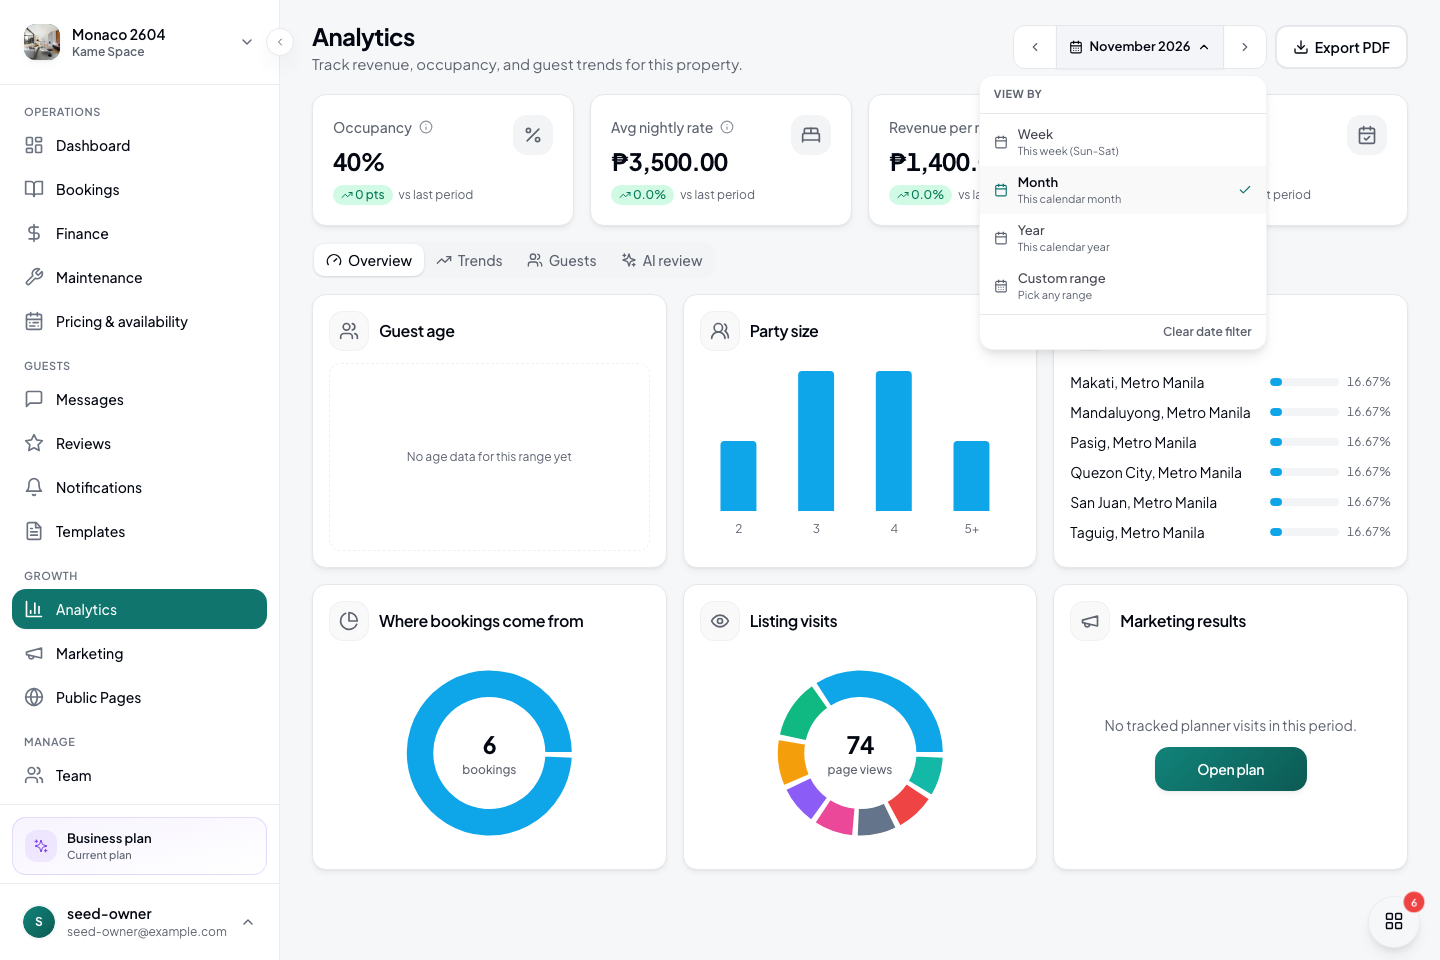 Monaco 2604
Kame Space
OPERATIONS
Dashboard
Bookings
Finance
Maintenance
Pricing & availability
GUESTS
Messages
Reviews
Notifications
Templates
GROWTH
Analytics
Marketing
Public Pages
MANAGE
Team
Business plan
Current plan
S
seed-owner
seed-owner@example.com
Analytics
Track revenue, occupancy, and guest trends for this property.
November 2026
Export PDF
VIEW BY
Week
This week (Sun-Sat)
Month
This calendar month
Year
This calendar year
Custom range
Pick any range
Clear date filter
Occupancy
40%
0 pts vs last period
Avg nightly rate
₱3,500.00
0.0% vs last period
Revenue per
₱1,400.
0.0% vs
period
Overview
Trends
Guests
AI review
Guest age
No age data for this range yet
Party size
2 3 4 5+
Makati, Metro Manila 16.67%
Mandaluyong, Metro Manila 16.67%
Pasig, Metro Manila 16.67%
Quezon City, Metro Manila 16.67%
San Juan, Metro Manila 16.67%
Taguig, Metro Manila 16.67%
Where bookings come from
6
bookings
Listing visits
74
page views
Marketing results
No tracked planner visits in this period.
Open plan
6